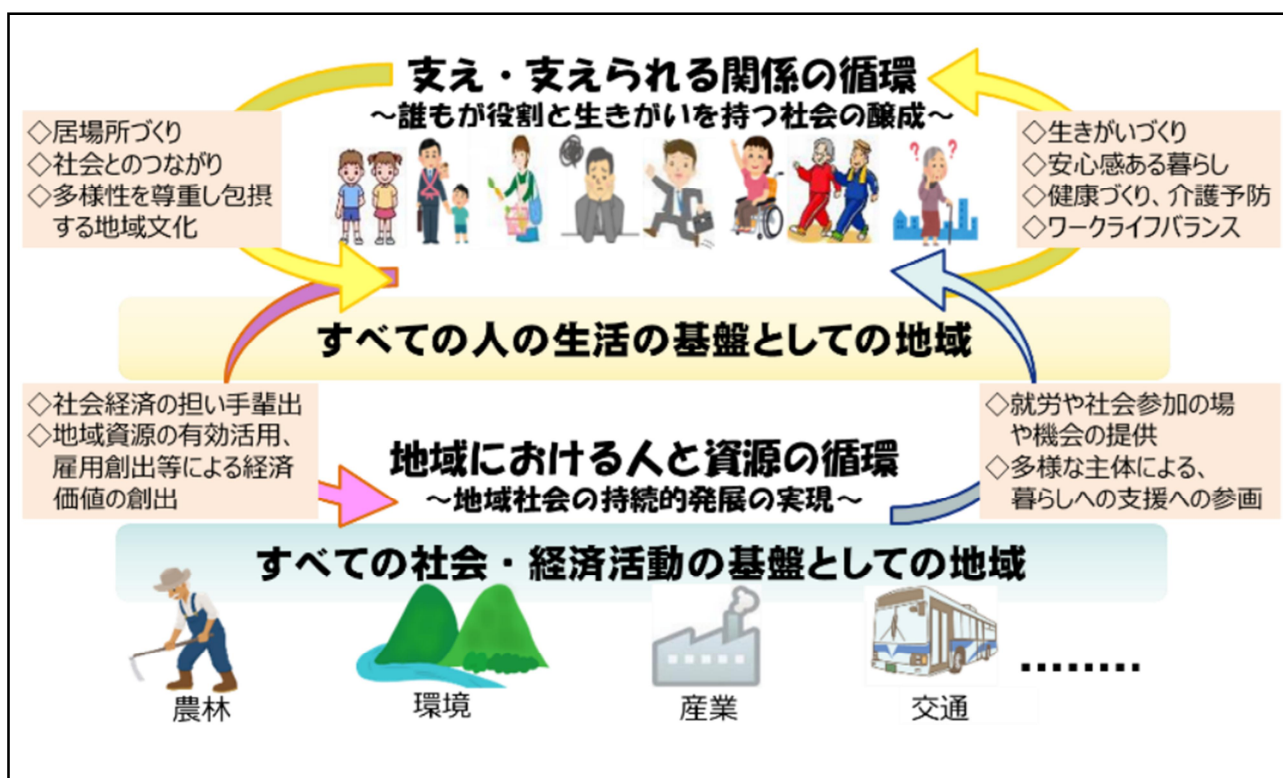 支え・支えられる関係の循環
～誰もが役割と生きがいを持つ社会の醸成～
◇居場所づくり
◇社会とのつながり
◇多様性を尊重し包摂
する地域文化
◇生きがいづくり
◇安心感ある暮らし
◇健康づくり、介護予防
◇ワークライフバランス
? ?
すべての人の生活の基盤としての地域
◇社会経済の担い手輩出
◇地域資源の有効活用、
雇用創出等による経済
価値の創出
地域における人と資源の循環
～地域社会の持続的発展の実現～
◇就労や社会参加の場
や機会の提供
◇多様な主体による、
暮らしへの支援への参画
すべての社会・経済活動の基盤としての地域
農林
環境
産業
交通
………